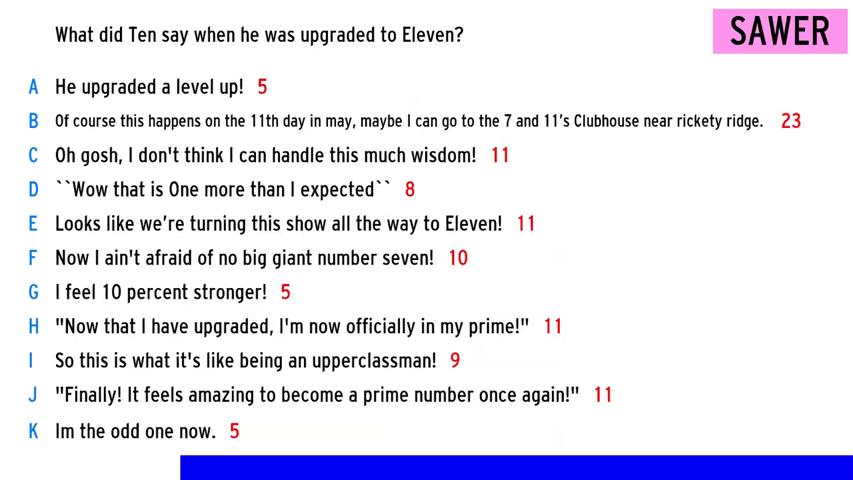 What did Ten say when he was upgraded to Eleven?
SAWER
A He upgraded a level up! 5
B Of course this happens on the 11th day in may, maybe I can go to the 7 and 11's Clubhouse near rickety ridge. 23
C Oh gosh, I don't think I can handle this much wisdom! 11
D ``Wow that is One more than I expected`` 8
E Looks like we're turning this show all the way to Eleven! 11
F Now I ain't afraid of no big giant number seven! 10
G I feel 10 percent stronger! 5
H "Now that I have upgraded, I'm now officially in my prime!" 11
I So this is what it's like being an upperclassman! 9
J "Finally! It feels amazing to become a prime number once again!" 11
K Im the odd one now. 5